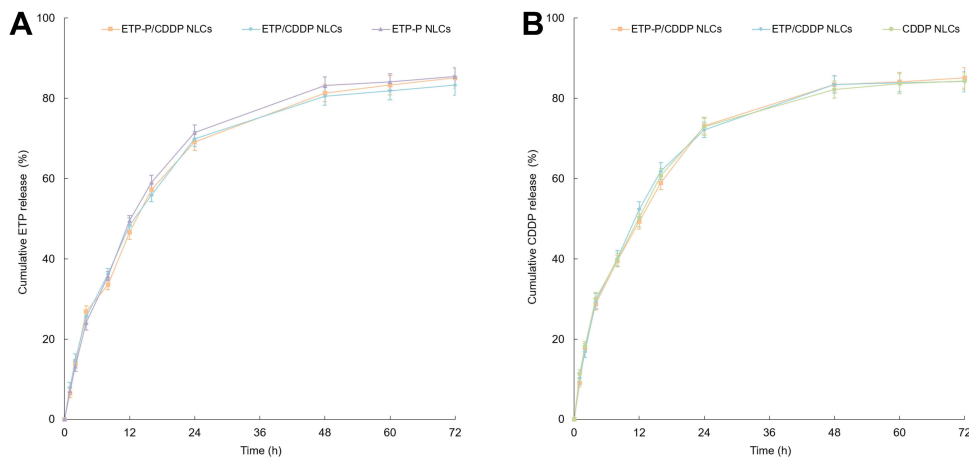 A
ETP-P/CDDP NLCs ETP/CDDP NLCs ETP-P NLCs
Cumulative ETP release (%)
100
80
60
40
20
0
0 12 24 36 48 60 72
Time (h)
B
ETP-P/CDDP NLCs ETP/CDDP NLCs CDDP NLCs
Cumulative CDDP release (%)
100
80
60
40
20
0
0 12 24 36 48 60 72
Time (h)